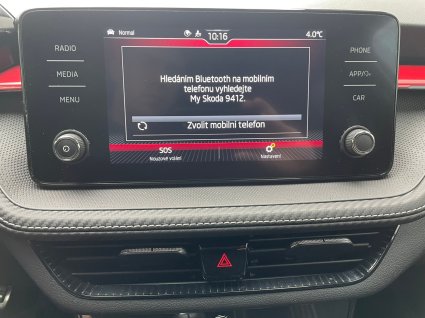 Normal
10:16
4.0°C
RADIO
MEDIA
MENU
PHONE
APP/
CAR
Hledáním Bluetooth na mobilním
telefonu vyhledejte
My Skoda 9412.
Zvolit mobilní telefon
SOS
Nouzové volání
Nastavení